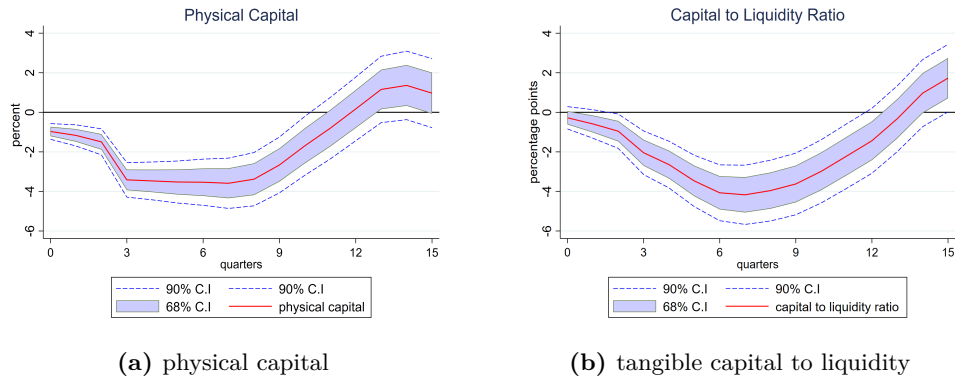 Physical Capital
percent
4
2
0
-2
-4
-6
0 3 6 9 12 15
quarters
90% C.I 90% C.I
68% C.I physical capital
(a) physical capital
Capital to Liquidity Ratio
percentage points
4
2
0
-2
-4
-6
0 3 6 9 12 15
quarters
90% C.I 90% C.I
68% C.I capital to liquidity ratio
(b) tangible capital to liquidity